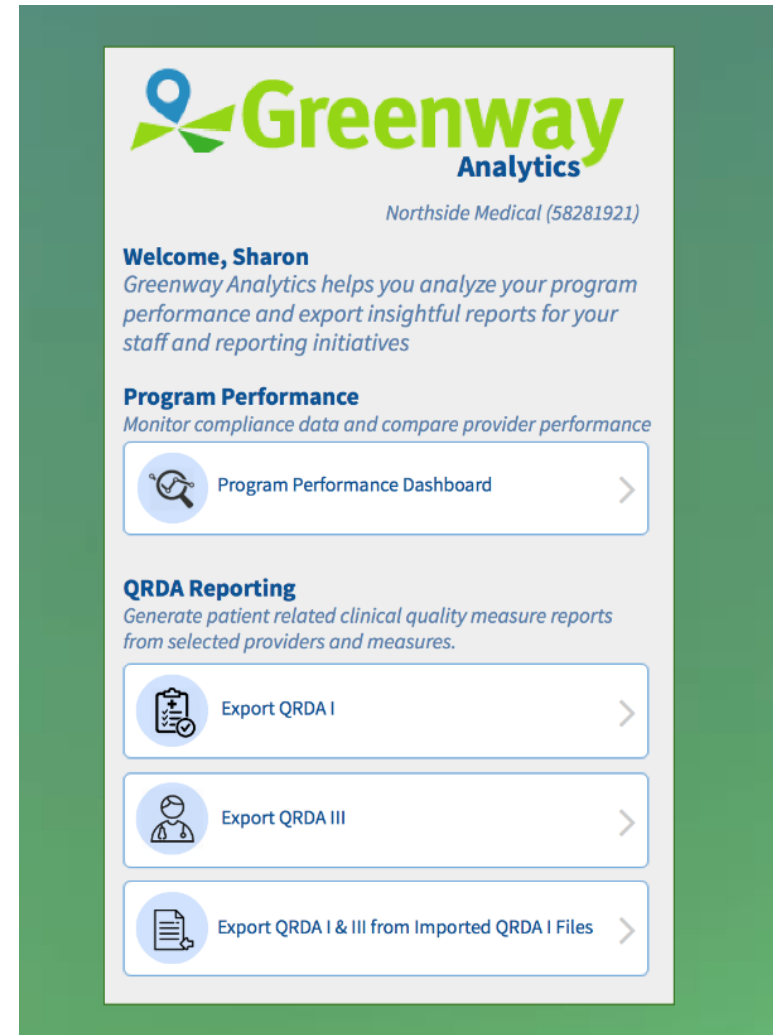 Greenway
Analytics
Northside Medical (58281921)
Welcome, Sharon
Greenway Analytics helps you analyze your program
performance and export insightful reports for your
staff and reporting initiatives
Program Performance
Monitor compliance data and compare provider performance
Program Performance Dashboard
QRDA Reporting
Generate patient related clinical quality measure reports
from selected providers and measures.
Export QRDA I
Export QRDA III
Export QRDA I & III from Imported QRDA I Files